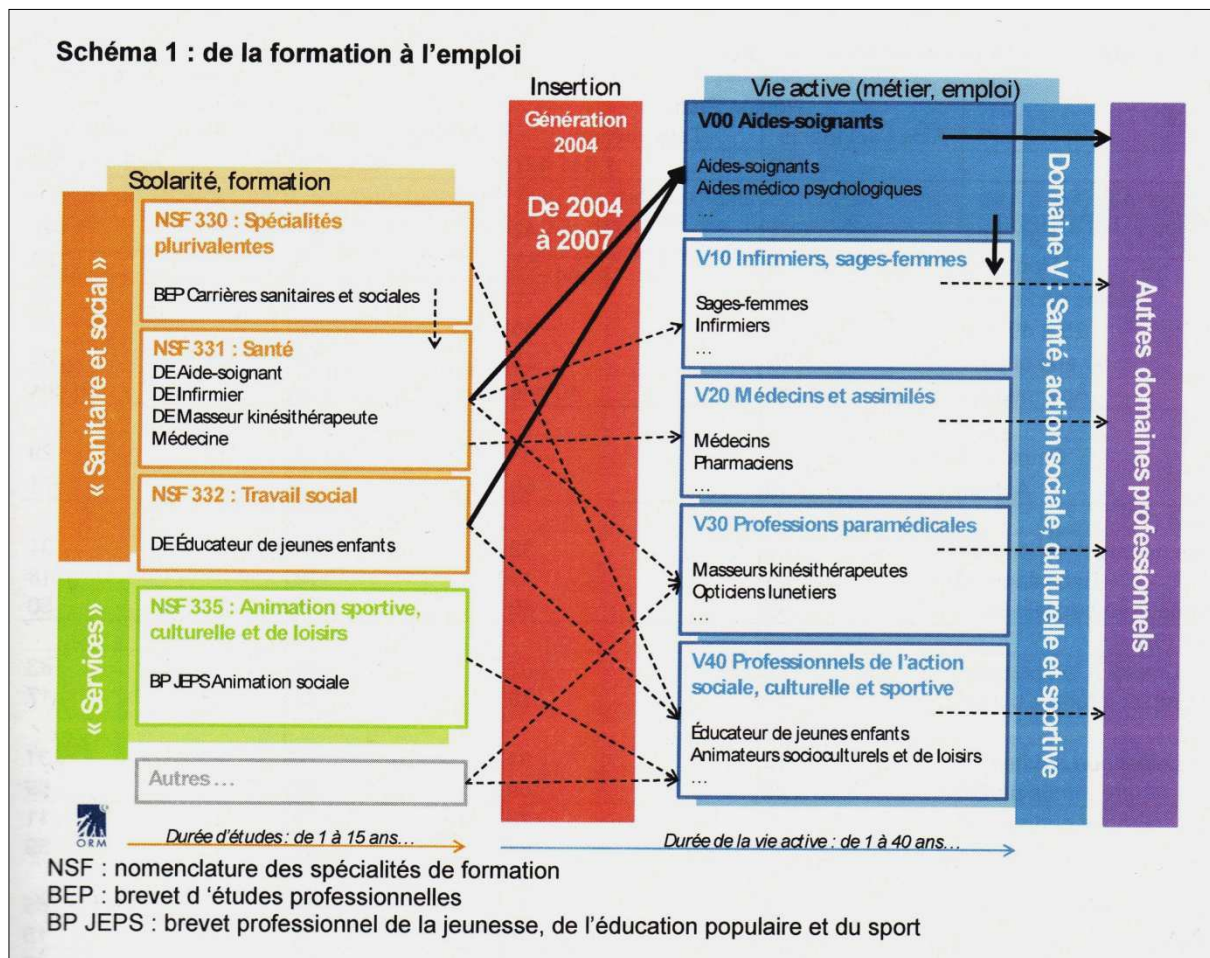 Schéma 1 : de la formation à l'emploi
Insertion
Vie active (métier, emploi)
Scolarité, formation
« Sanitaire et social »
NSF 330 : Spécialités
plurivalentes
BEP Carrières sanitaires et sociales
NSF 331 : Santé
DE Aide-soignant
DE Infirmier
DE Masseur kinésithérapeute
Médecine
NSF 332 : Travail social
DE Éducateur de jeunes enfants
« Services »
NSF 335 : Animation sportive,
culturelle et de loisirs
BP JEPS Animation sociale
Autres ...
Génération
2004
De 2004
à 2007
V00 Aides-soignants
Aides-soignants
Aides médico psychologiques
...
V10 Infirmiers, sages-femmes
Sages-femmes
Infirmiers
...
V20 Médecins et assimilés
Médecins
Pharmaciens
...
V30 Professions paramédicales
Masseurs kinésithérapeutes
Opticiens lunetiers
...
V40 Professionnels de l'action
sociale, culturelle et sportive
Éducateur de jeunes enfants
Animateurs socioculturels et de loisirs
...
Domaine V : Santé, action sociale, culturelle et sportive
Autres domaines professionnels
ORM
Durée d'études : de 1 à 15 ans...
Durée de la vie active : de 1 à 40 ans...
NSF : nomenclature des spécialités de formation
BEP : brevet d 'études professionnelles
BP JEPS : brevet professionnel de la jeunesse, de l'éducation populaire et du sport